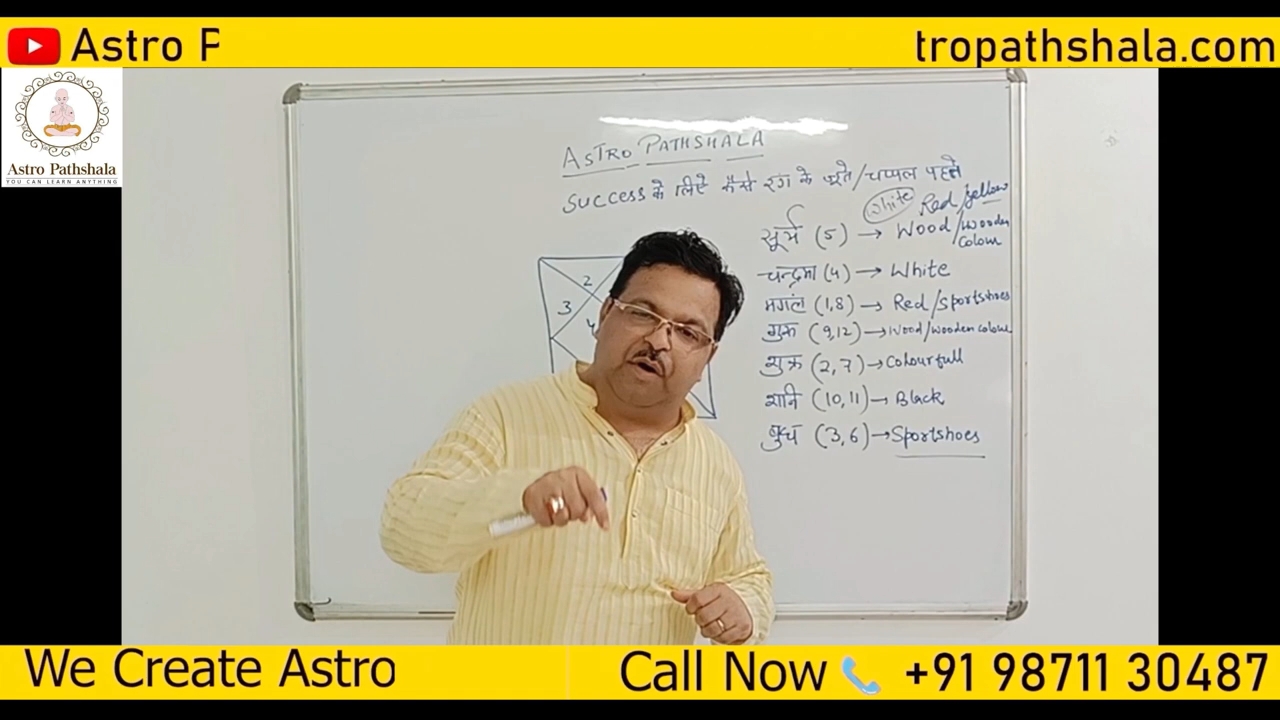 Astro P
tropathshala.com
Astro Pathshala
YOU CAN LEARN ANYTHING
ASTRO PATHSHALA
Success के लिऐ कैसे रंग के जूते/चप्पल पहने
White Red/yellow
सूर्य (5) → Wood/Wooden Colour
चन्द्रमा (4) → White
मगलं (1,8) → Red/Sportshoes
गुरू (9,12) → Wood/Wooden colour
शुक्र (2,7) → Colourfull
शनि (10,11) → Black
बुध (3,6) → Sportshoes
2
3
4
We Create Astro
Call Now +91 98711 30487